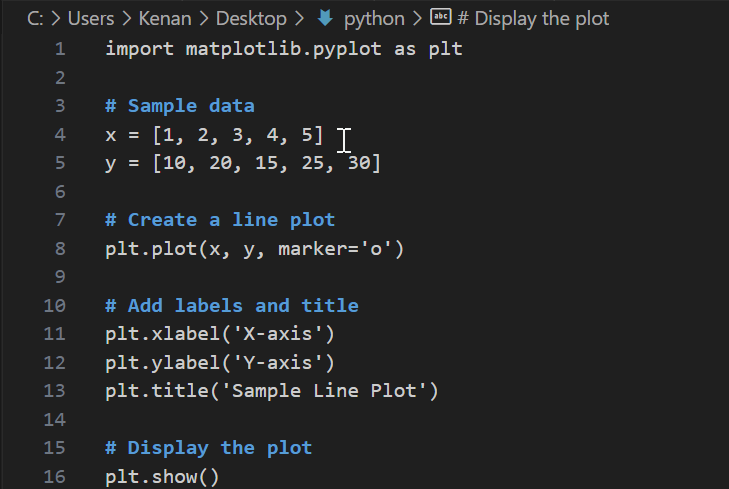 C: > Users > Kenan > Desktop > python > # Display the plot
1 import matplotlib.pyplot as plt
2
3 # Sample data
4 x = [1, 2, 3, 4, 5]
5 y = [10, 20, 15, 25, 30]
6
7 # Create a line plot
8 plt.plot(x, y, marker='o')
9
10 # Add labels and title
11 plt.xlabel('X-axis')
12 plt.ylabel('Y-axis')
13 plt.title('Sample Line Plot')
14
15 # Display the plot
16 plt.show()